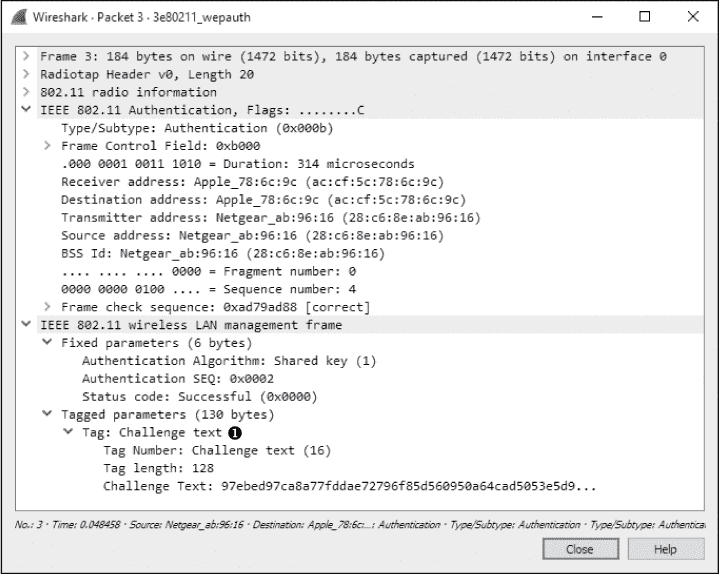 Wireshark · Packet 3 · 3e80211_wepauth
Frame 3: 184 bytes on wire (1472 bits), 184 bytes captured (1472 bits) on interface 0
Radiotap Header v0, Length 20
802.11 radio information
IEEE 802.11 Authentication, Flags: ........C
Type/Subtype: Authentication (0x000b)
Frame Control Field: 0xb000
.000 0001 0011 1010 = Duration: 314 microseconds
Receiver address: Apple_78:6c:9c (ac:cf:5c:78:6c:9c)
Destination address: Apple_78:6c:9c (ac:cf:5c:78:6c:9c)
Transmitter address: Netgear_ab:96:16 (28:c6:8e:ab:96:16)
Source address: Netgear_ab:96:16 (28:c6:8e:ab:96:16)
BSS Id: Netgear_ab:96:16 (28:c6:8e:ab:96:16)
.... .... .... 0000 = Fragment number: 0
0000 0000 0100 .... = Sequence number: 4
Frame check sequence: 0xad79ad88 [correct]
IEEE 802.11 wireless LAN management frame
Fixed parameters (6 bytes)
Authentication Algorithm: Shared key (1)
Authentication SEQ: 0x0002
Status code: Successful (0x0000)
Tagged parameters (130 bytes)
Tag: Challenge text ❶
Tag Number: Challenge text (16)
Tag length: 128
Challenge Text: 97ebed97ca8a77fddae72796f85d560950a64cad5053e5d9...
No.: 3 · Time: 0.048458 · Source: Netgear_ab:96:16 · Destination: Apple_78:6c:...: Authentication · Type/Subtype: Authentication · Type/Subtype: Authentica
Close Help